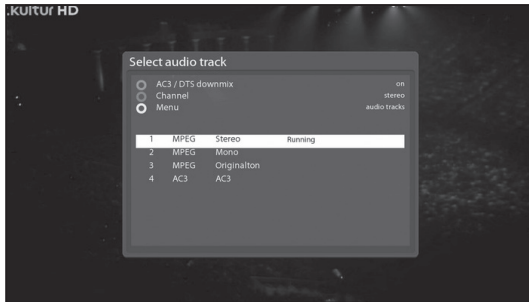 .kultur HD
Select audio track
AC3 / DTS downmix on
Channel stereo
Menu audio tracks
1 MPEG Stereo Running
2 MPEG Mono
3 MPEG Originalton
4 AC3 AC3